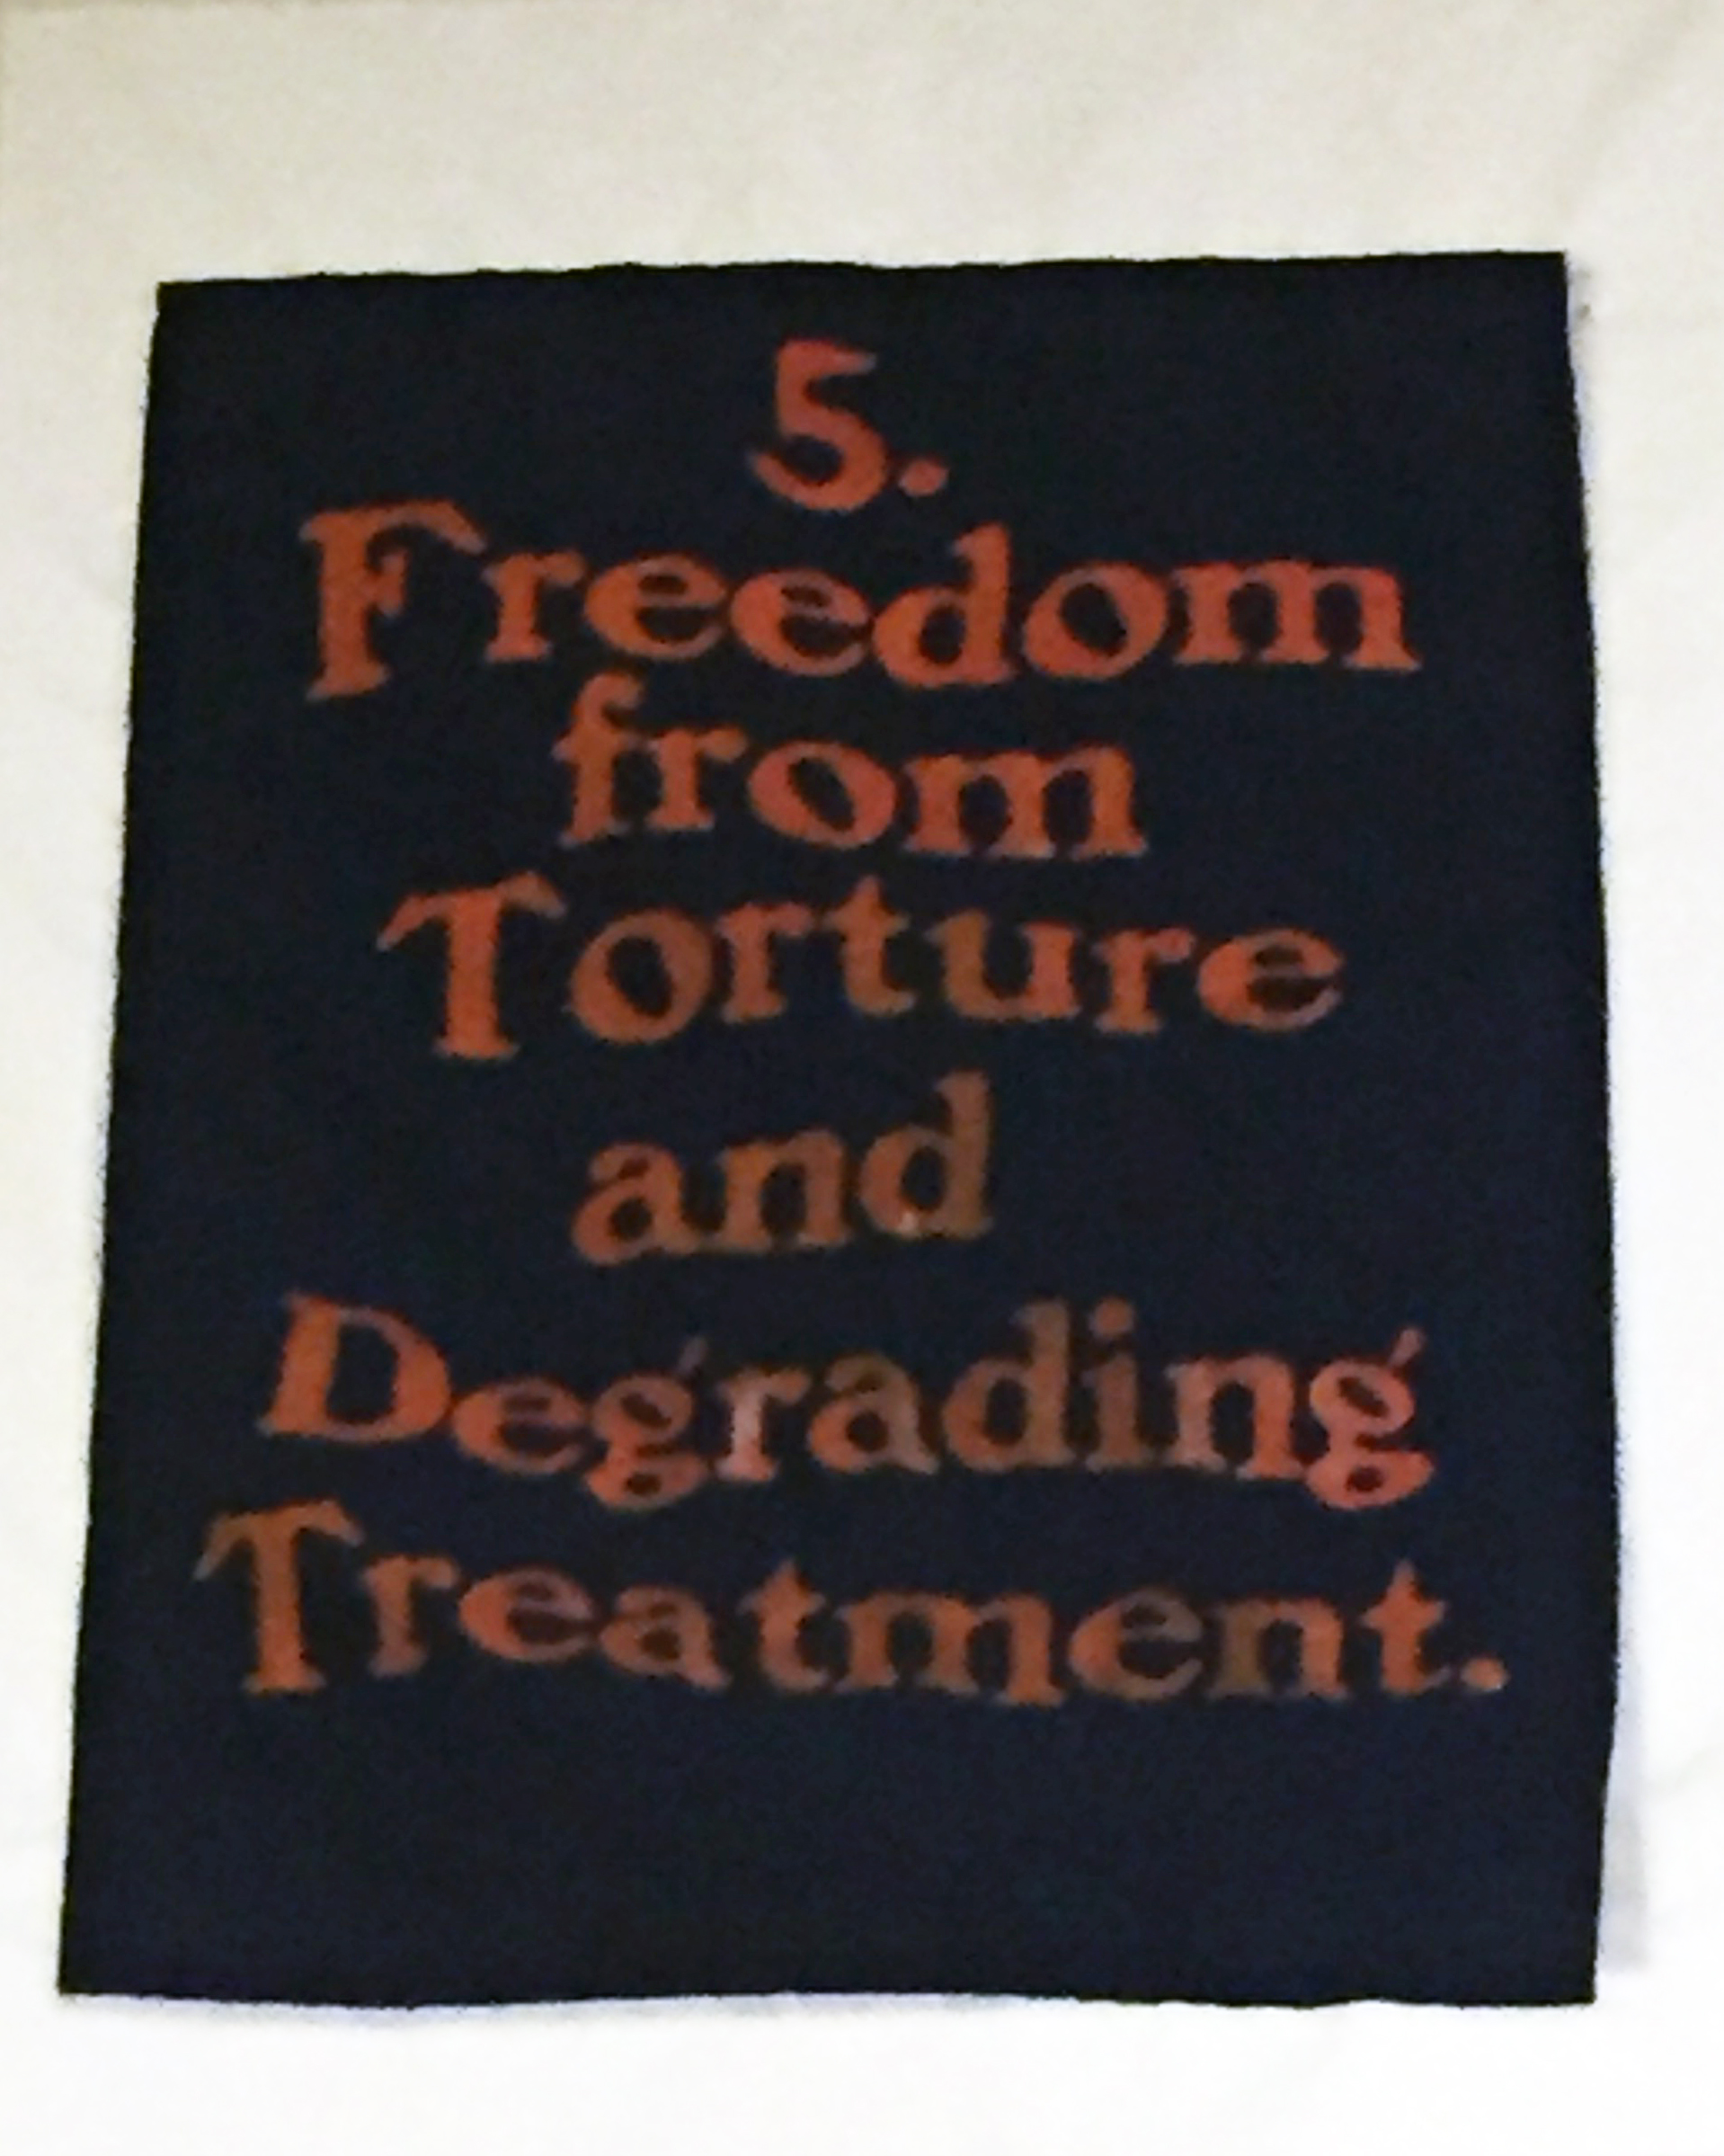 5.
Freedom
from
Torture
and
Degrading
Treatment.